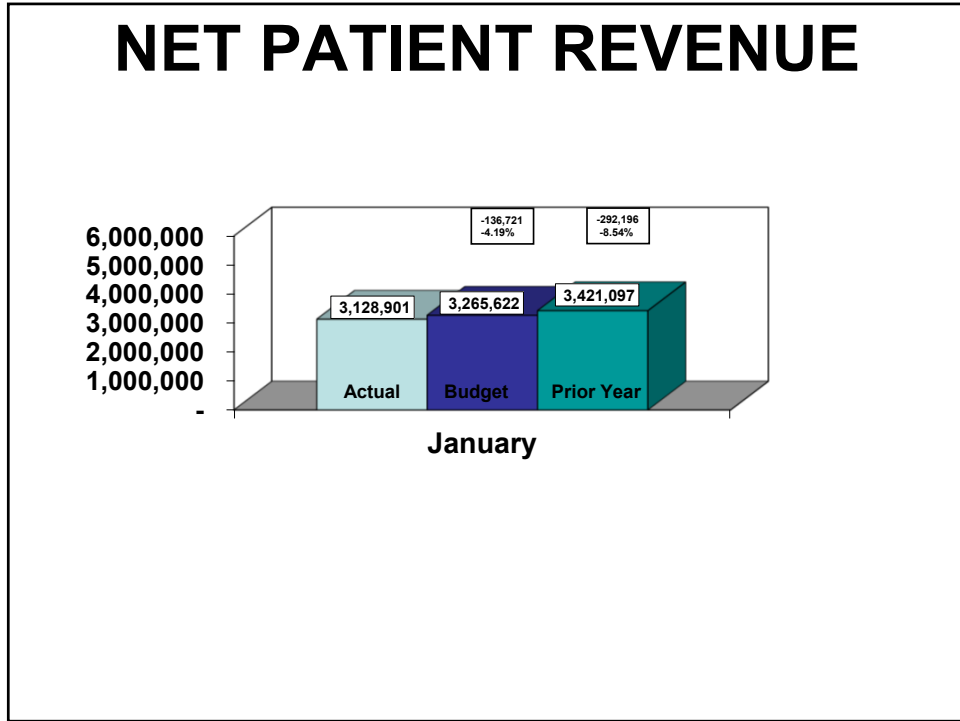 NET PATIENT REVENUE
-136,721
-4.19%
-292,196
-8.54%
6,000,000
5,000,000
4,000,000
3,000,000
2,000,000
1,000,000
-
3,128,901
3,265,622
3,421,097
Actual
Budget
Prior Year
January